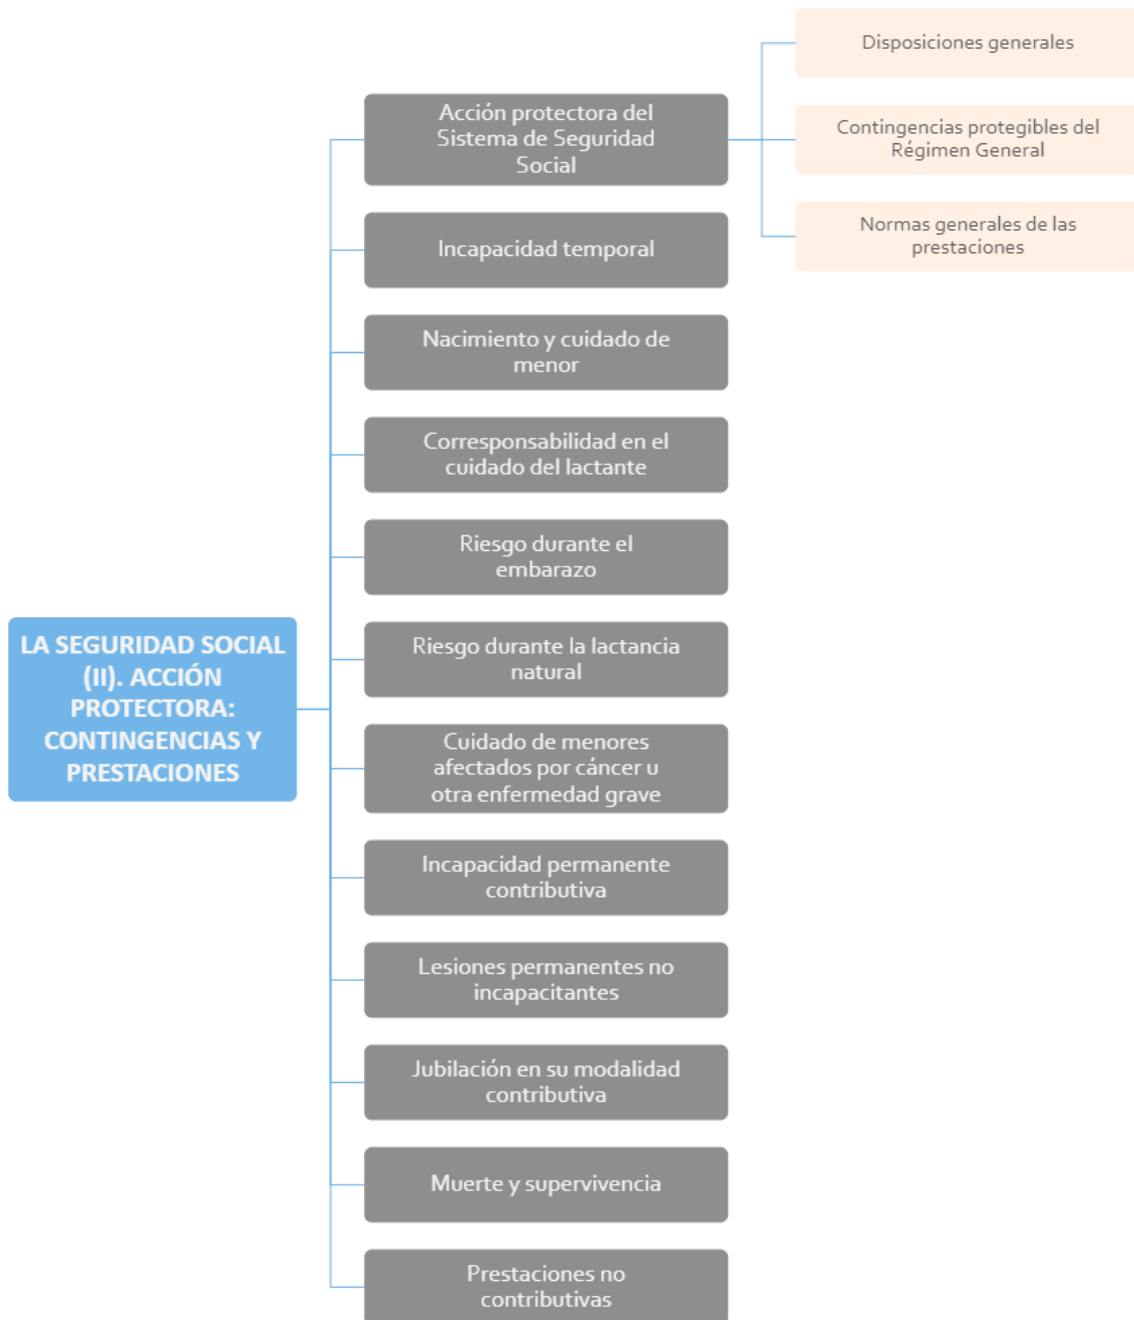 LA SEGURIDAD SOCIAL
(II). ACCIÓN
PROTECTORA:
CONTINGENCIAS Y
PRESTACIONES
Acción protectora del
Sistema de Seguridad
Social
Disposiciones generales
Contingencias protegibles del
Régimen General
Normas generales de las
prestaciones
Incapacidad temporal
Nacimiento y cuidado de
menor
Corresponsabilidad en el
cuidado del lactante
Riesgo durante el
embarazo
Riesgo durante la lactancia
natural
Cuidado de menores
afectados por cáncer u
otra enfermedad grave
Incapacidad permanente
contributiva
Lesiones permanentes no
incapacitantes
Jubilación en su modalidad
contributiva
Muerte y supervivencia
Prestaciones no
contributivas